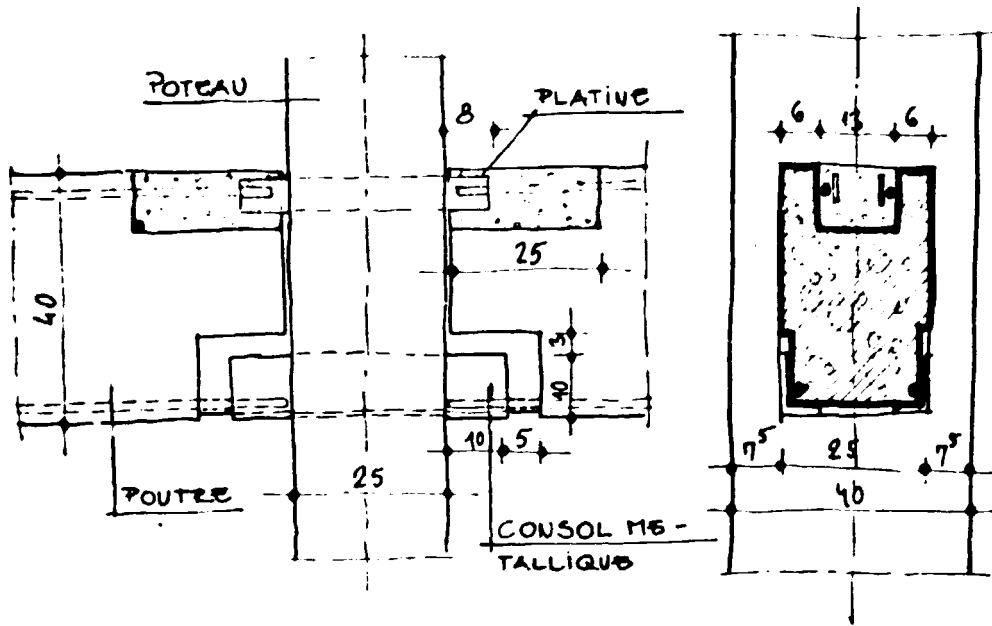 POTEAU
8
PLATINE
6 13 6
25
40
3
10
10 5
7⁵ 25 7⁵
25
40
POUTRE
CONSOL ME -
TALLIQUE